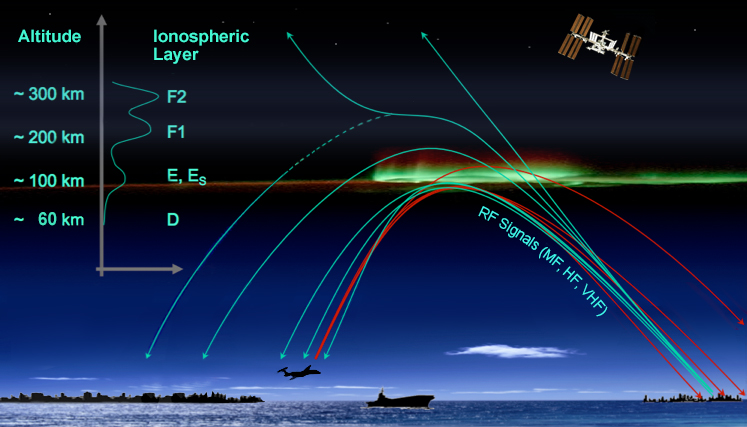 Altitude
Ionospheric
Layer
~ 300 km
F2
~ 200 km
F1
~ 100 km
E, Es
~ 60 km
D
RF Signals (MF, HF, VHF)